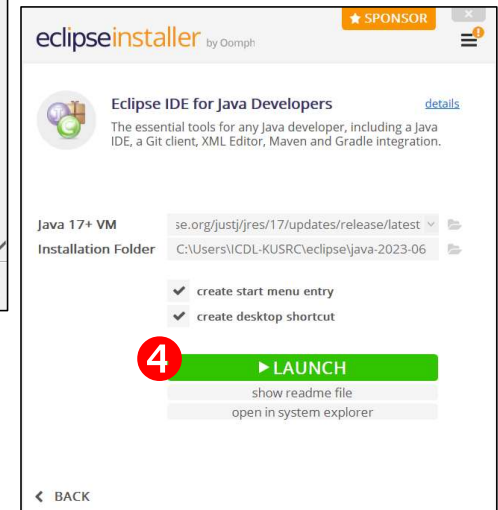 ★ SPONSOR
x
eclipseinstaller by Oomph
Eclipse IDE for Java Developers
details
The essential tools for any Java developer, including a Java
IDE, a Git client, XML Editor, Maven and Gradle integration.
Java 17+ VM
se.org/justj/jres/17/updates/release/latest
Installation Folder
C:\Users\ICDL-KUSRC\eclipse\java-2023-06
✔ create start menu entry
✔ create desktop shortcut
4
▶ LAUNCH
show readme file
open in system explorer
BACK